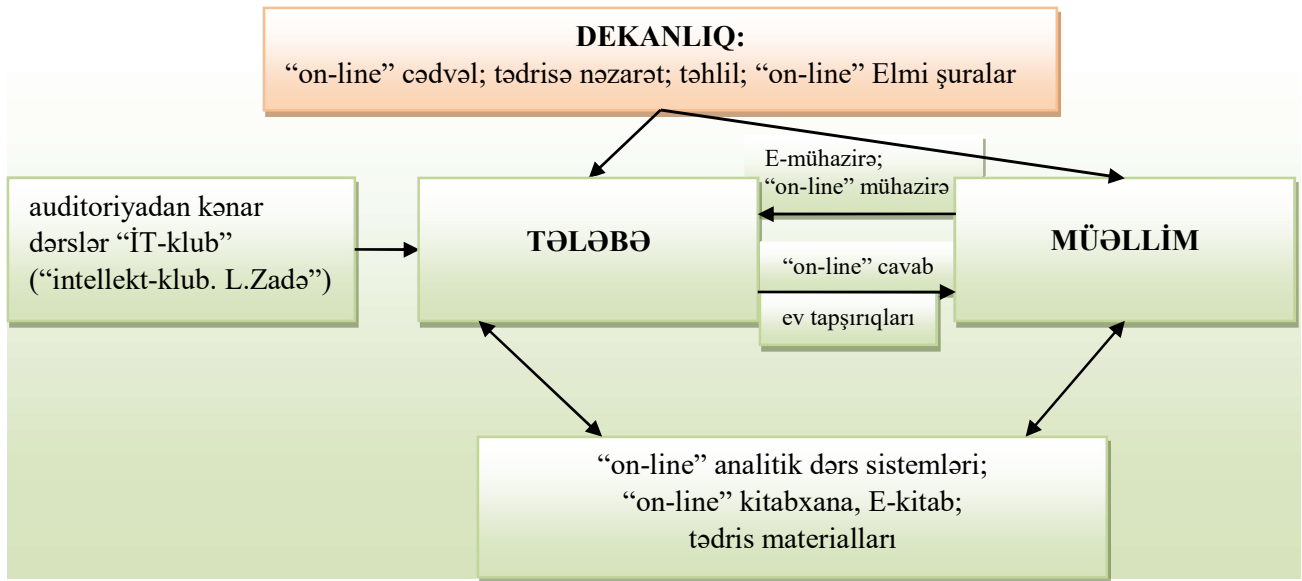 DEKANLIQ:
“on-line” cədvəl; tədrisə nəzarət; təhlil; “on-line” Elmi şuralar
E-mühazirə;
“on-line” mühazirə
auditoriyadan kənar
dərslər “İT-klub”
(“intellekt-klub. L.Zadə”)
TƏLƏBƏ
MÜƏLLİM
“on-line” cavab
ev tapşırıqları
“on-line” analitik dərs sistemləri;
“on-line” kitabxana, E-kitab;
tədris materialları